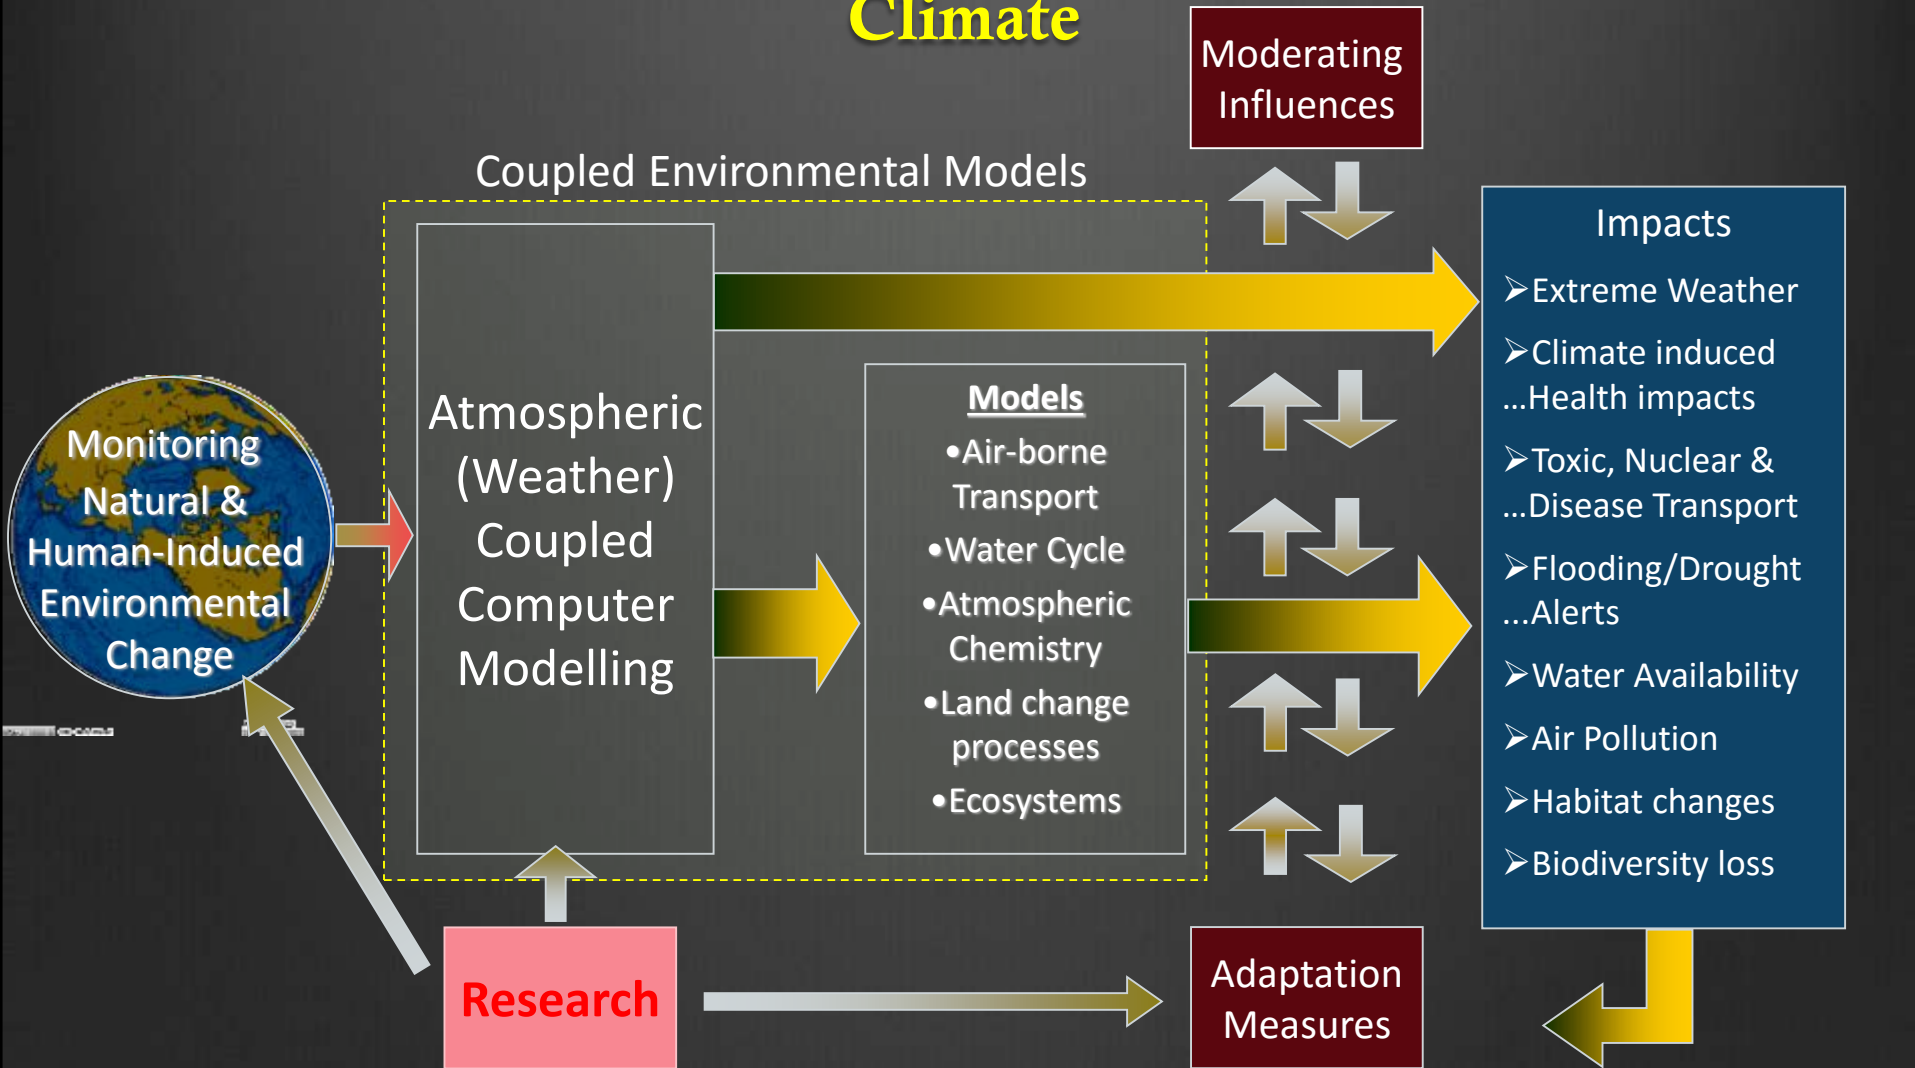 Climate
Moderating
Influences
Coupled Environmental Models
Monitoring
Natural &
Human-Induced
Environmental
Change
Atmospheric
(Weather)
Coupled
Computer
Modelling
Models
•Air-borne
Transport
•Water Cycle
•Atmospheric
Chemistry
•Land change
processes
•Ecosystems
Impacts
➢Extreme Weather
➢Climate induced
...Health impacts
➢Toxic, Nuclear &
...Disease Transport
➢Flooding/Drought
...Alerts
➢Water Availability
➢Air Pollution
➢Habitat changes
➢Biodiversity loss
Research
Adaptation
Measures